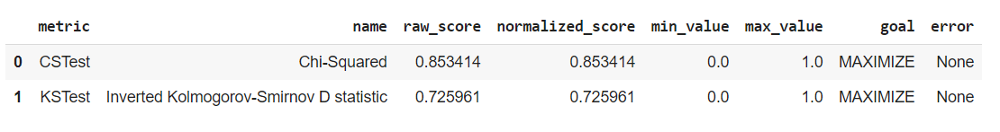 metric name raw_score normalized_score min_value max_value goal error
0 CSTest Chi-Squared 0.853414 0.853414 0.0 1.0 MAXIMIZE None
1 KSTest Inverted Kolmogorov-Smirnov D statistic 0.725961 0.725961 0.0 1.0 MAXIMIZE None